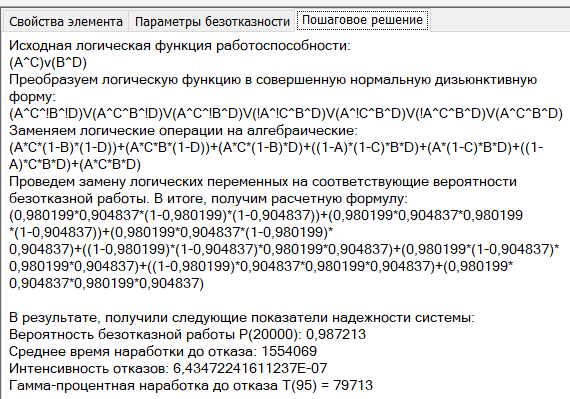 Свойства элемента Параметры безотказности Пошаговое решение
Исходная логическая функция работоспособности:
(A^C)v(B^D)
Преобразуем логическую функцию в совершенную нормальную дизьюнктивную
форму:
(A^C^!B^!D)V(A^C^B^!D)V(A^C^!B^D)V(!A^!C^B^D)V(A^!C^B^D)V(!A^C^B^D)V(A^C^B^D)
Заменяем логические операции на алгебраические:
(A*C*(1-B)*(1-D))+(A*C*B*(1-D))+(A*C*(1-B)*D)+((1-A)*(1-C)*B*D)+(A*(1-C)*B*D)+((1-
A)*C*B*D)+(A*C*B*D)
Проведем замену логических переменных на соответствующие вероятности
безотказной работы. В итоге, получим расчетную формулу:
(0,980199*0,904837*(1-0,980199)*(1-0,904837))+(0,980199*0,904837*0,980199
*(1-0,904837))+(0,980199*0,904837*(1-0,980199)*
0,904837)+((1-0,980199)*(1-0,904837)*0,980199*0,904837)+(0,980199*(1-0,904837)*
0,980199*0,904837)+((1-0,980199)*0,904837*0,980199*0,904837)+(0,980199*
0,904837*0,980199*0,904837)
В результате, получили следующие показатели надежности системы:
Вероятность безотказной работы P(20000): 0,987213
Среднее время наработки до отказа: 1554069
Интенсивность отказов: 6,43472241611237E-07
Гамма-процентная наработка до отказа T(95) = 79713